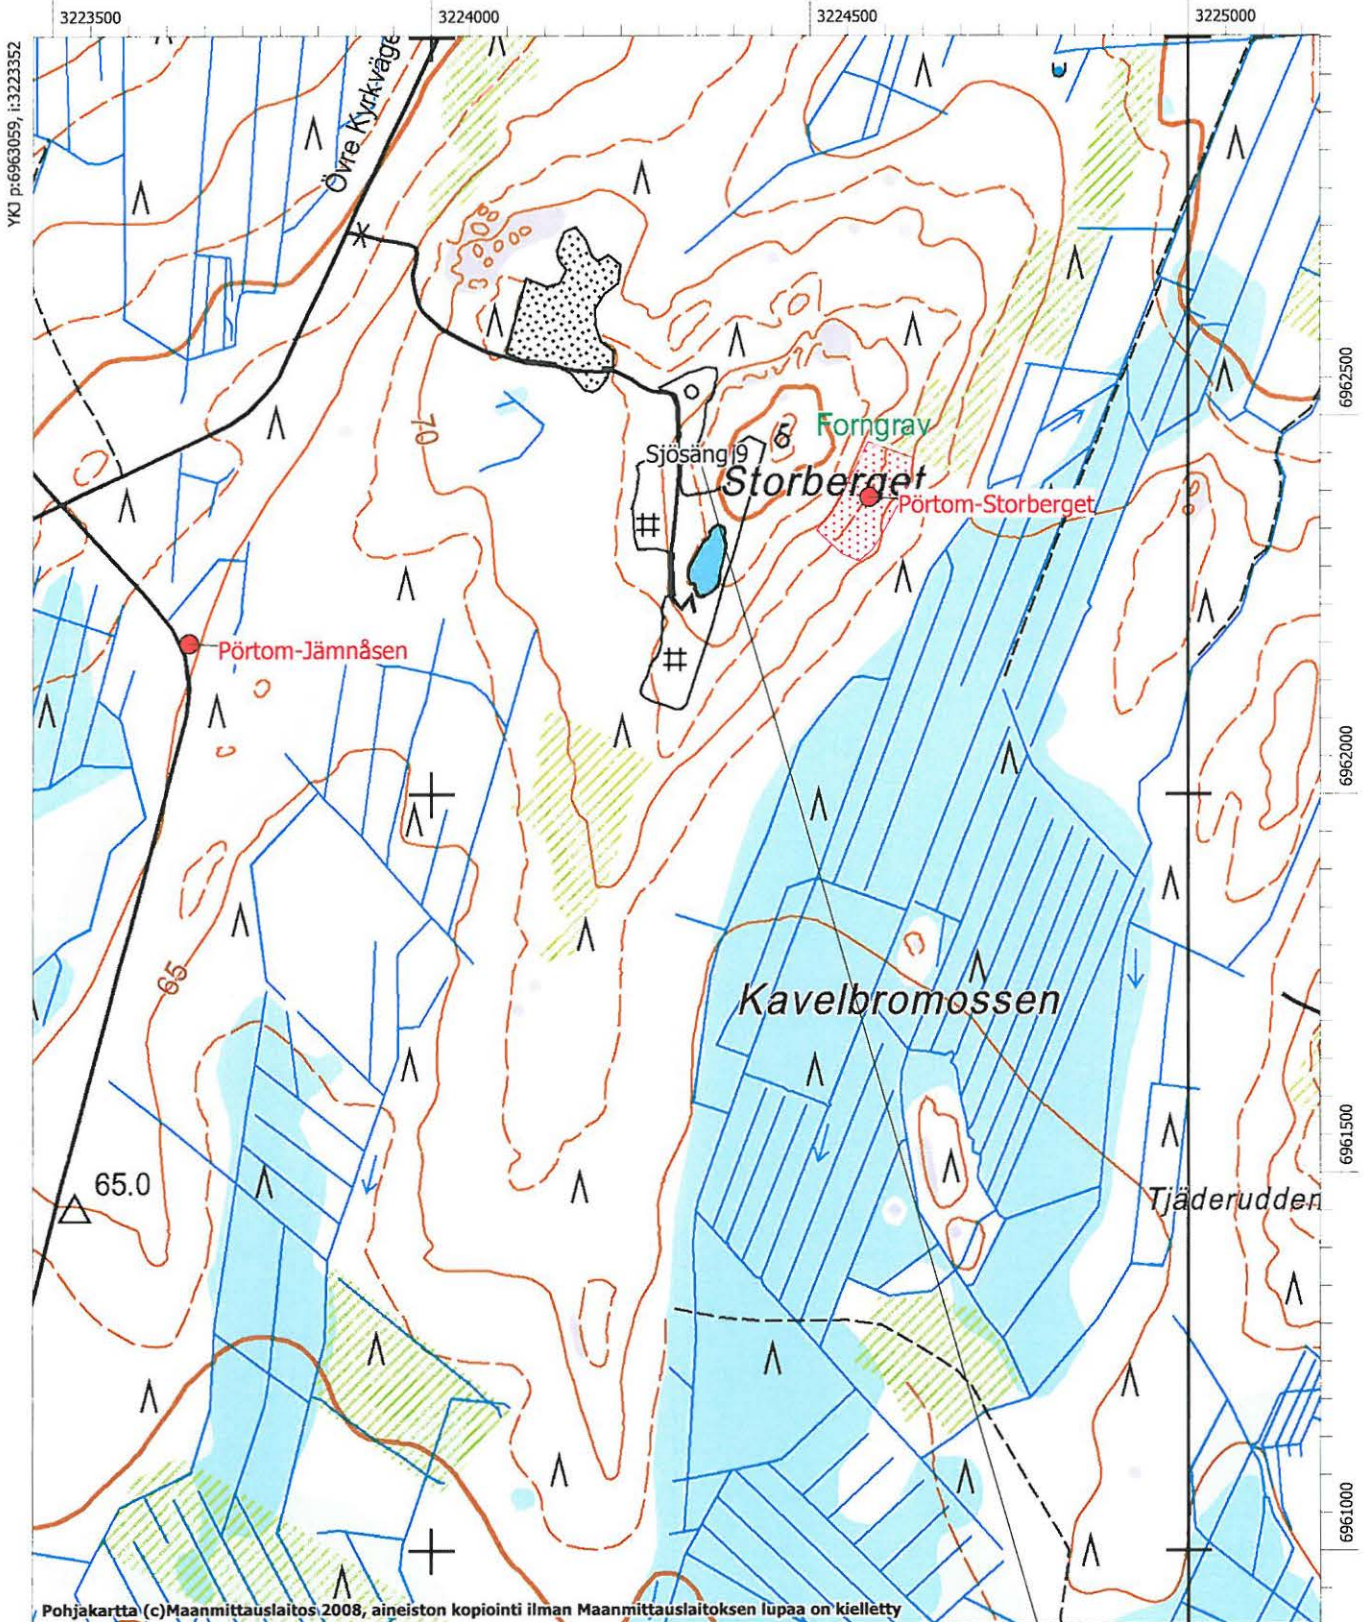 3223500
3224000
3224500
3225000
YKJ p:6963059, i:3223352
Övre Kyrkväge
6962500
70
Forngrav
Sjösäng 9
Storberget
Pörtom-Storberget
Pörtom-Jämnåsen
6962000
65
Kavelbromossen
6961500
65.0
Tjäderudden
6961000
Pohjakartta (c)Maanmittauslaitos 2008, aineiston kopiointi ilman Maanmittauslaitoksen lupaa on kielletty